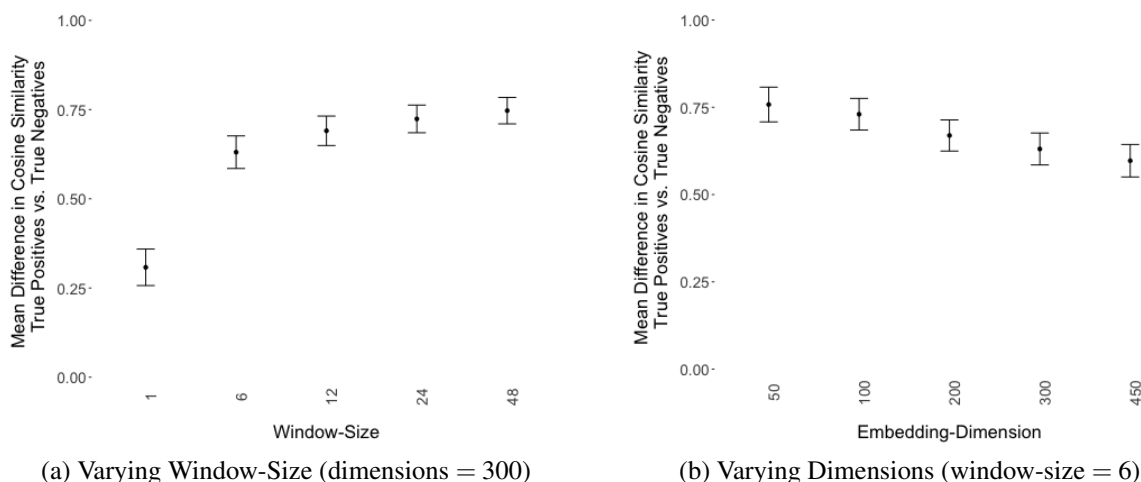 Mean Difference in Cosine Similarity
True Positives vs. True Negatives
1.00
0.75
0.50
0.25
0.00
1 6 12 24 48
Window-Size
(a) Varying Window-Size (dimensions = 300)
Mean Difference in Cosine Similarity
True Positives vs. True Negatives
1.00
0.75
0.50
0.25
0.00
50 100 200 300 450
Embedding-Dimension
(b) Varying Dimensions (window-size = 6)